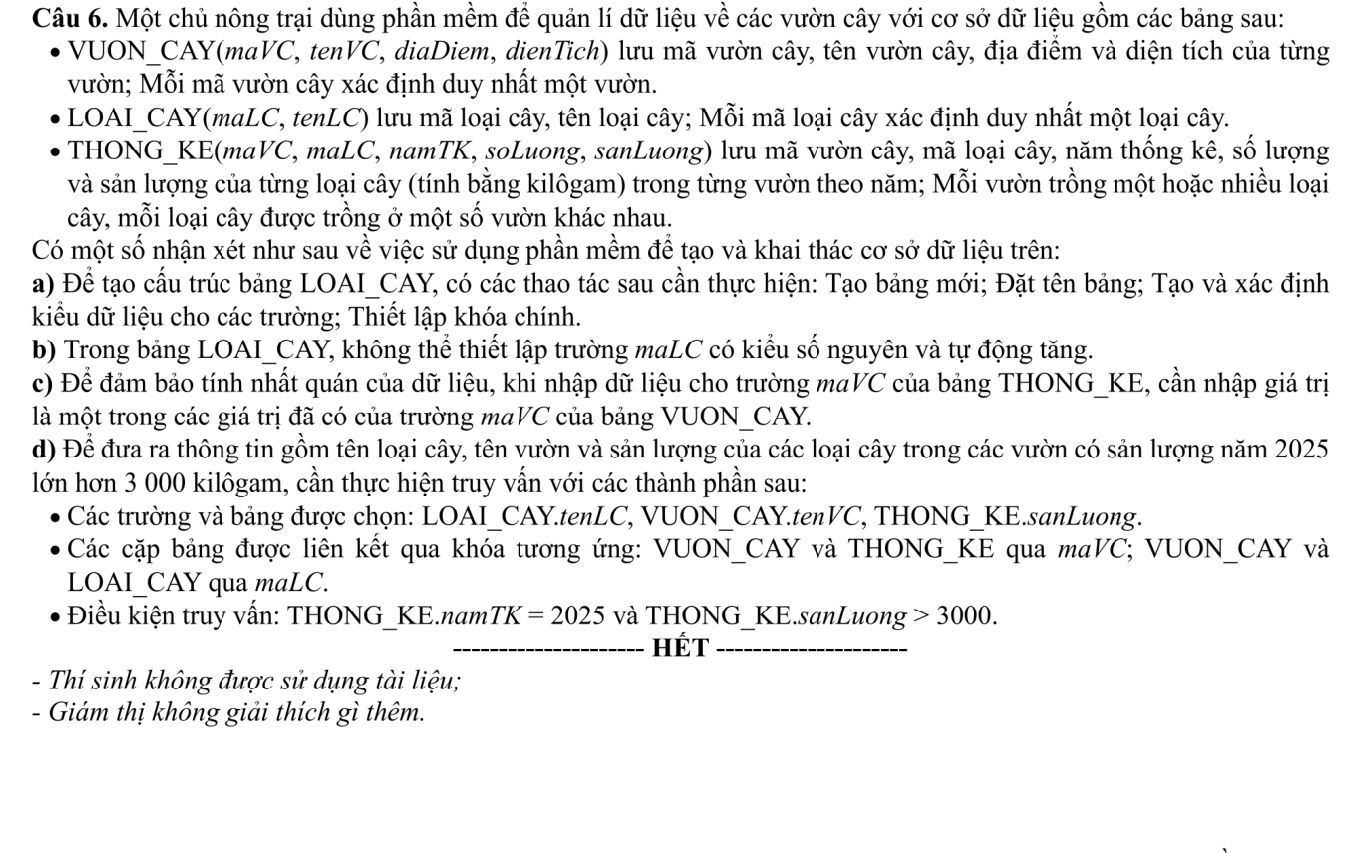 Câu 6. Một chủ nông trại dùng phần mềm để quản lí dữ liệu về các vườn cây với cơ sở dữ liệu gồm các bảng sau:
• VUON_CAY(maVC, tenVC, diaDiem, dienTich) lưu mã vườn cây, tên vườn cây, địa điểm và diện tích của từng
vườn; Mỗi mã vườn cây xác định duy nhất một vườn.
• LOAI_CAY(maLC, tenLC) lưu mã loại cây, tên loại cây; Mỗi mã loại cây xác định duy nhất một loại cây.
• THONG_KE(maVC, maLC, namTK, soLuong, sanLuong) lưu mã vườn cây, mã loại cây, năm thống kê, số lượng
và sản lượng của từng loại cây (tính bằng kilôgam) trong từng vườn theo năm; Mỗi vườn trồng một hoặc nhiều loại
cây, mỗi loại cây được trồng ở một số vườn khác nhau.
Có một số nhận xét như sau về việc sử dụng phần mềm để tạo và khai thác cơ sở dữ liệu trên:
a) Để tạo cấu trúc bảng LOAI_CAY, có các thao tác sau cần thực hiện: Tạo bảng mới; Đặt tên bảng; Tạo và xác định
kiểu dữ liệu cho các trường; Thiết lập khóa chính.
b) Trong bảng LOAI_CAY, không thể thiết lập trường maLC có kiểu số nguyên và tự động tăng.
c) Để đảm bảo tính nhất quán của dữ liệu, khi nhập dữ liệu cho trường maVC của bảng THONG_KE, cần nhập giá trị
là một trong các giá trị đã có của trường maVC của bảng VUON_CAY.
d) Để đưa ra thông tin gồm tên loại cây, tên vườn và sản lượng của các loại cây trong các vườn có sản lượng năm 2025
lớn hơn 3 000 kilôgam, cần thực hiện truy vấn với các thành phần sau:
• Các trường và bảng được chọn: LOAI_CAY.tenLC, VUON_CAY.tenVC, THONG_KE.sanLuong.
• Các cặp bảng được liên kết qua khóa tương ứng: VUON_CAY và THONG_KE qua maVC; VUON_CAY và
LOAI_CAY qua maLC.
• Điều kiện truy vấn: THONG_KE.namTK = 2025 và THONG_KE.sanLuong > 3000.
--------------------- HẾT ---------------------
- Thí sinh không được sử dụng tài liệu;
- Giám thị không giải thích gì thêm.